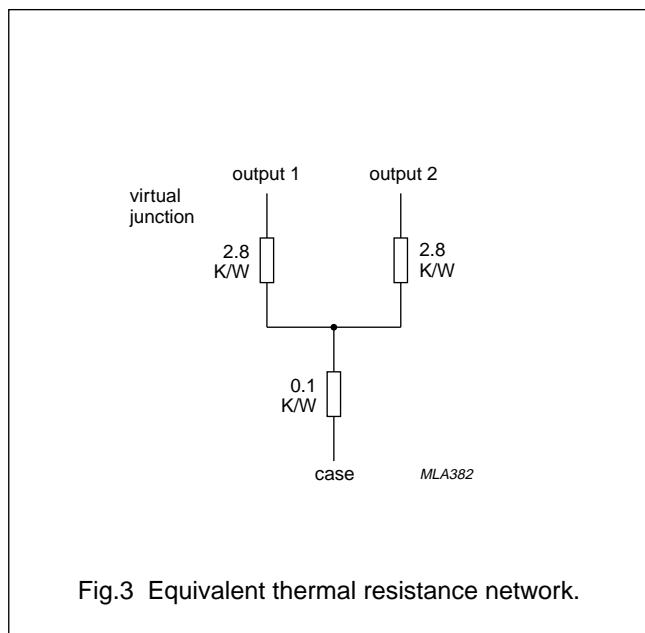 output 1
output 2
virtual
junction
2.8
K/W
2.8
K/W
0.1
K/W
case
MLA382
Fig.3 Equivalent thermal resistance network.